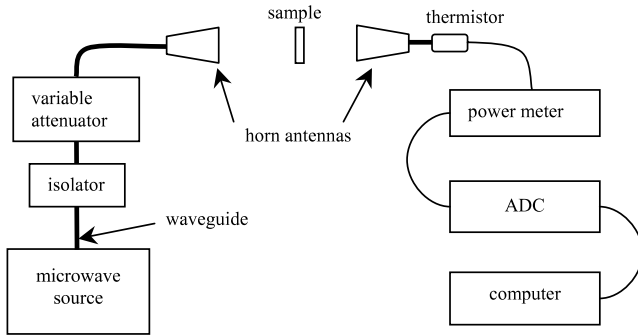 sample
thermistor
variable
attenuator
horn antennas
power meter
isolator
waveguide
ADC
microwave
source
computer